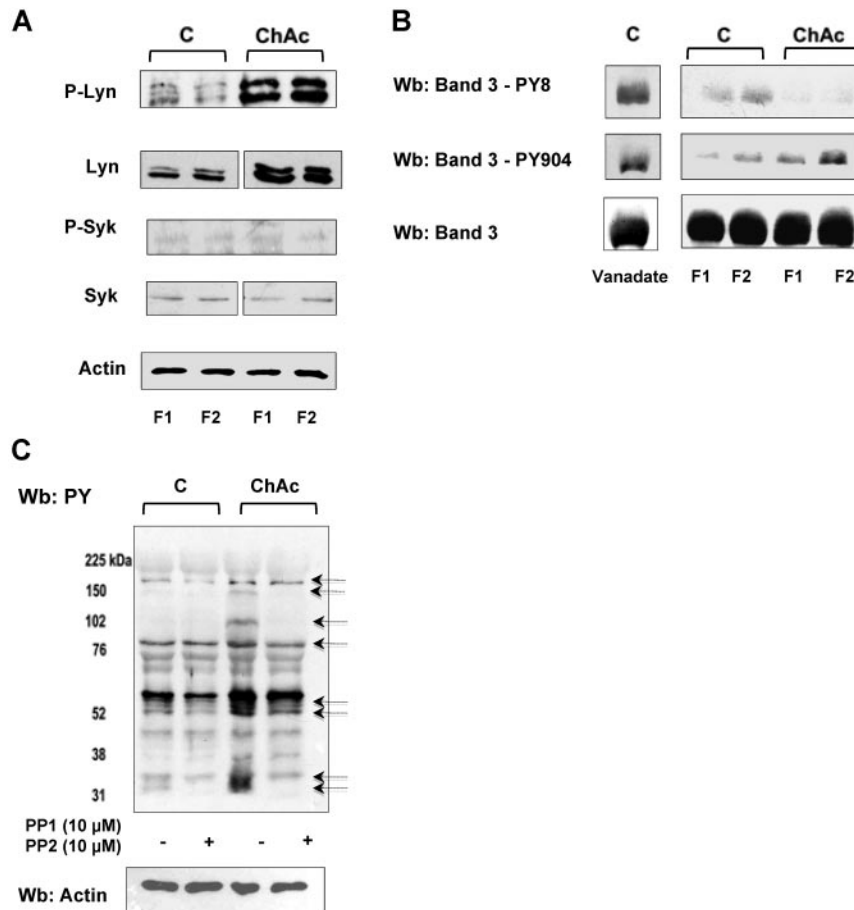 A
C ChAc
P-Lyn
Lyn
P-Syk
Syk
Actin
F1 F2 F1 F2
B
C C ChAc
Wb: Band 3 - PY8
Wb: Band 3 - PY904
Wb: Band 3
Vanadate F1 F2 F1 F2
C
Wb: PY
C ChAc
225 kDa
150
102
76
52
38
31
PP1 (10 µM)
PP2 (10 µM) - + - +
Wb: Actin